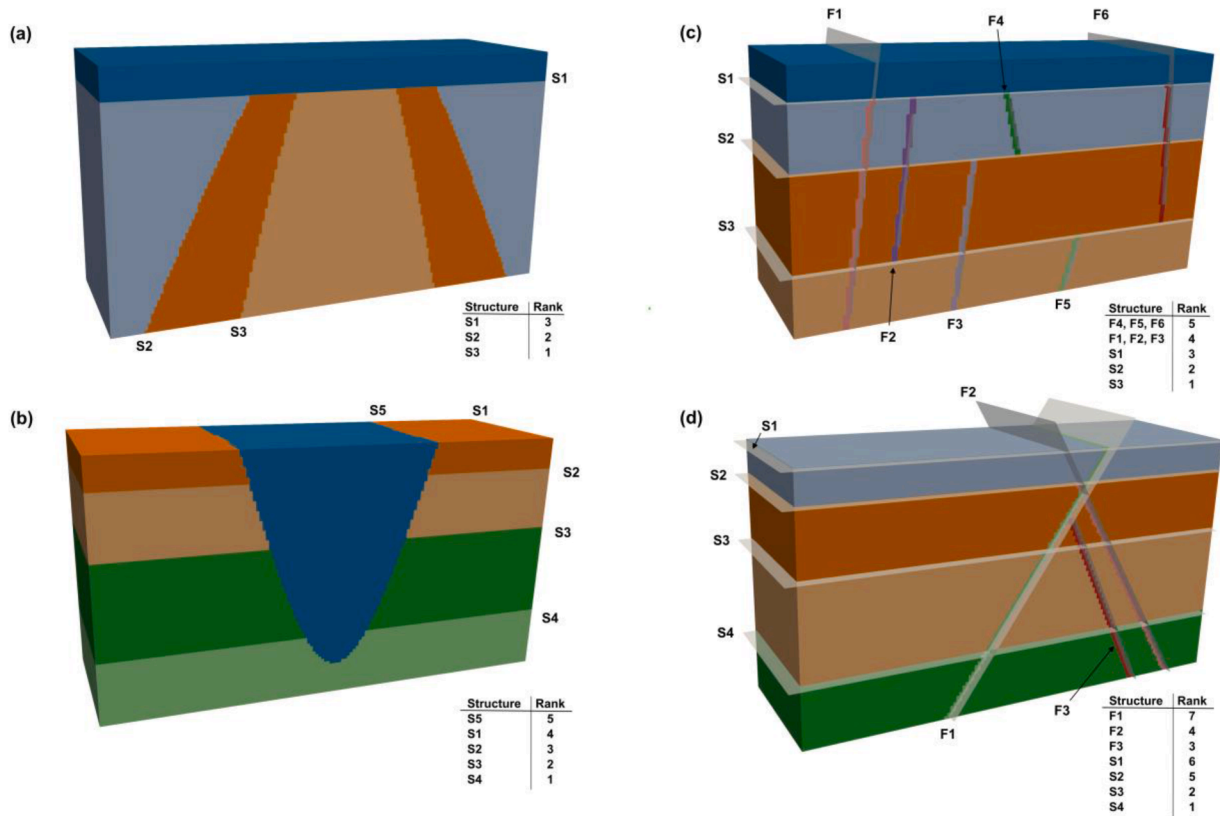 (a)
S1
S2
S3
Structure Rank
S1 3
S2 2
S3 1
(b)
S5
S1
S2
S3
S4
Structure Rank
S5 5
S1 4
S2 3
S3 2
S4 1
(c)
F1
F4
F6
S1
S2
S3
F2
F3
F5
Structure Rank
F4, F5, F6 5
F1, F2, F3 4
S1 3
S2 2
S3 1
(d)
F2
S1
S2
S3
S4
F1
F3
Structure Rank
F1 7
F2 4
F3 3
S1 6
S2 5
S3 2
S4 1